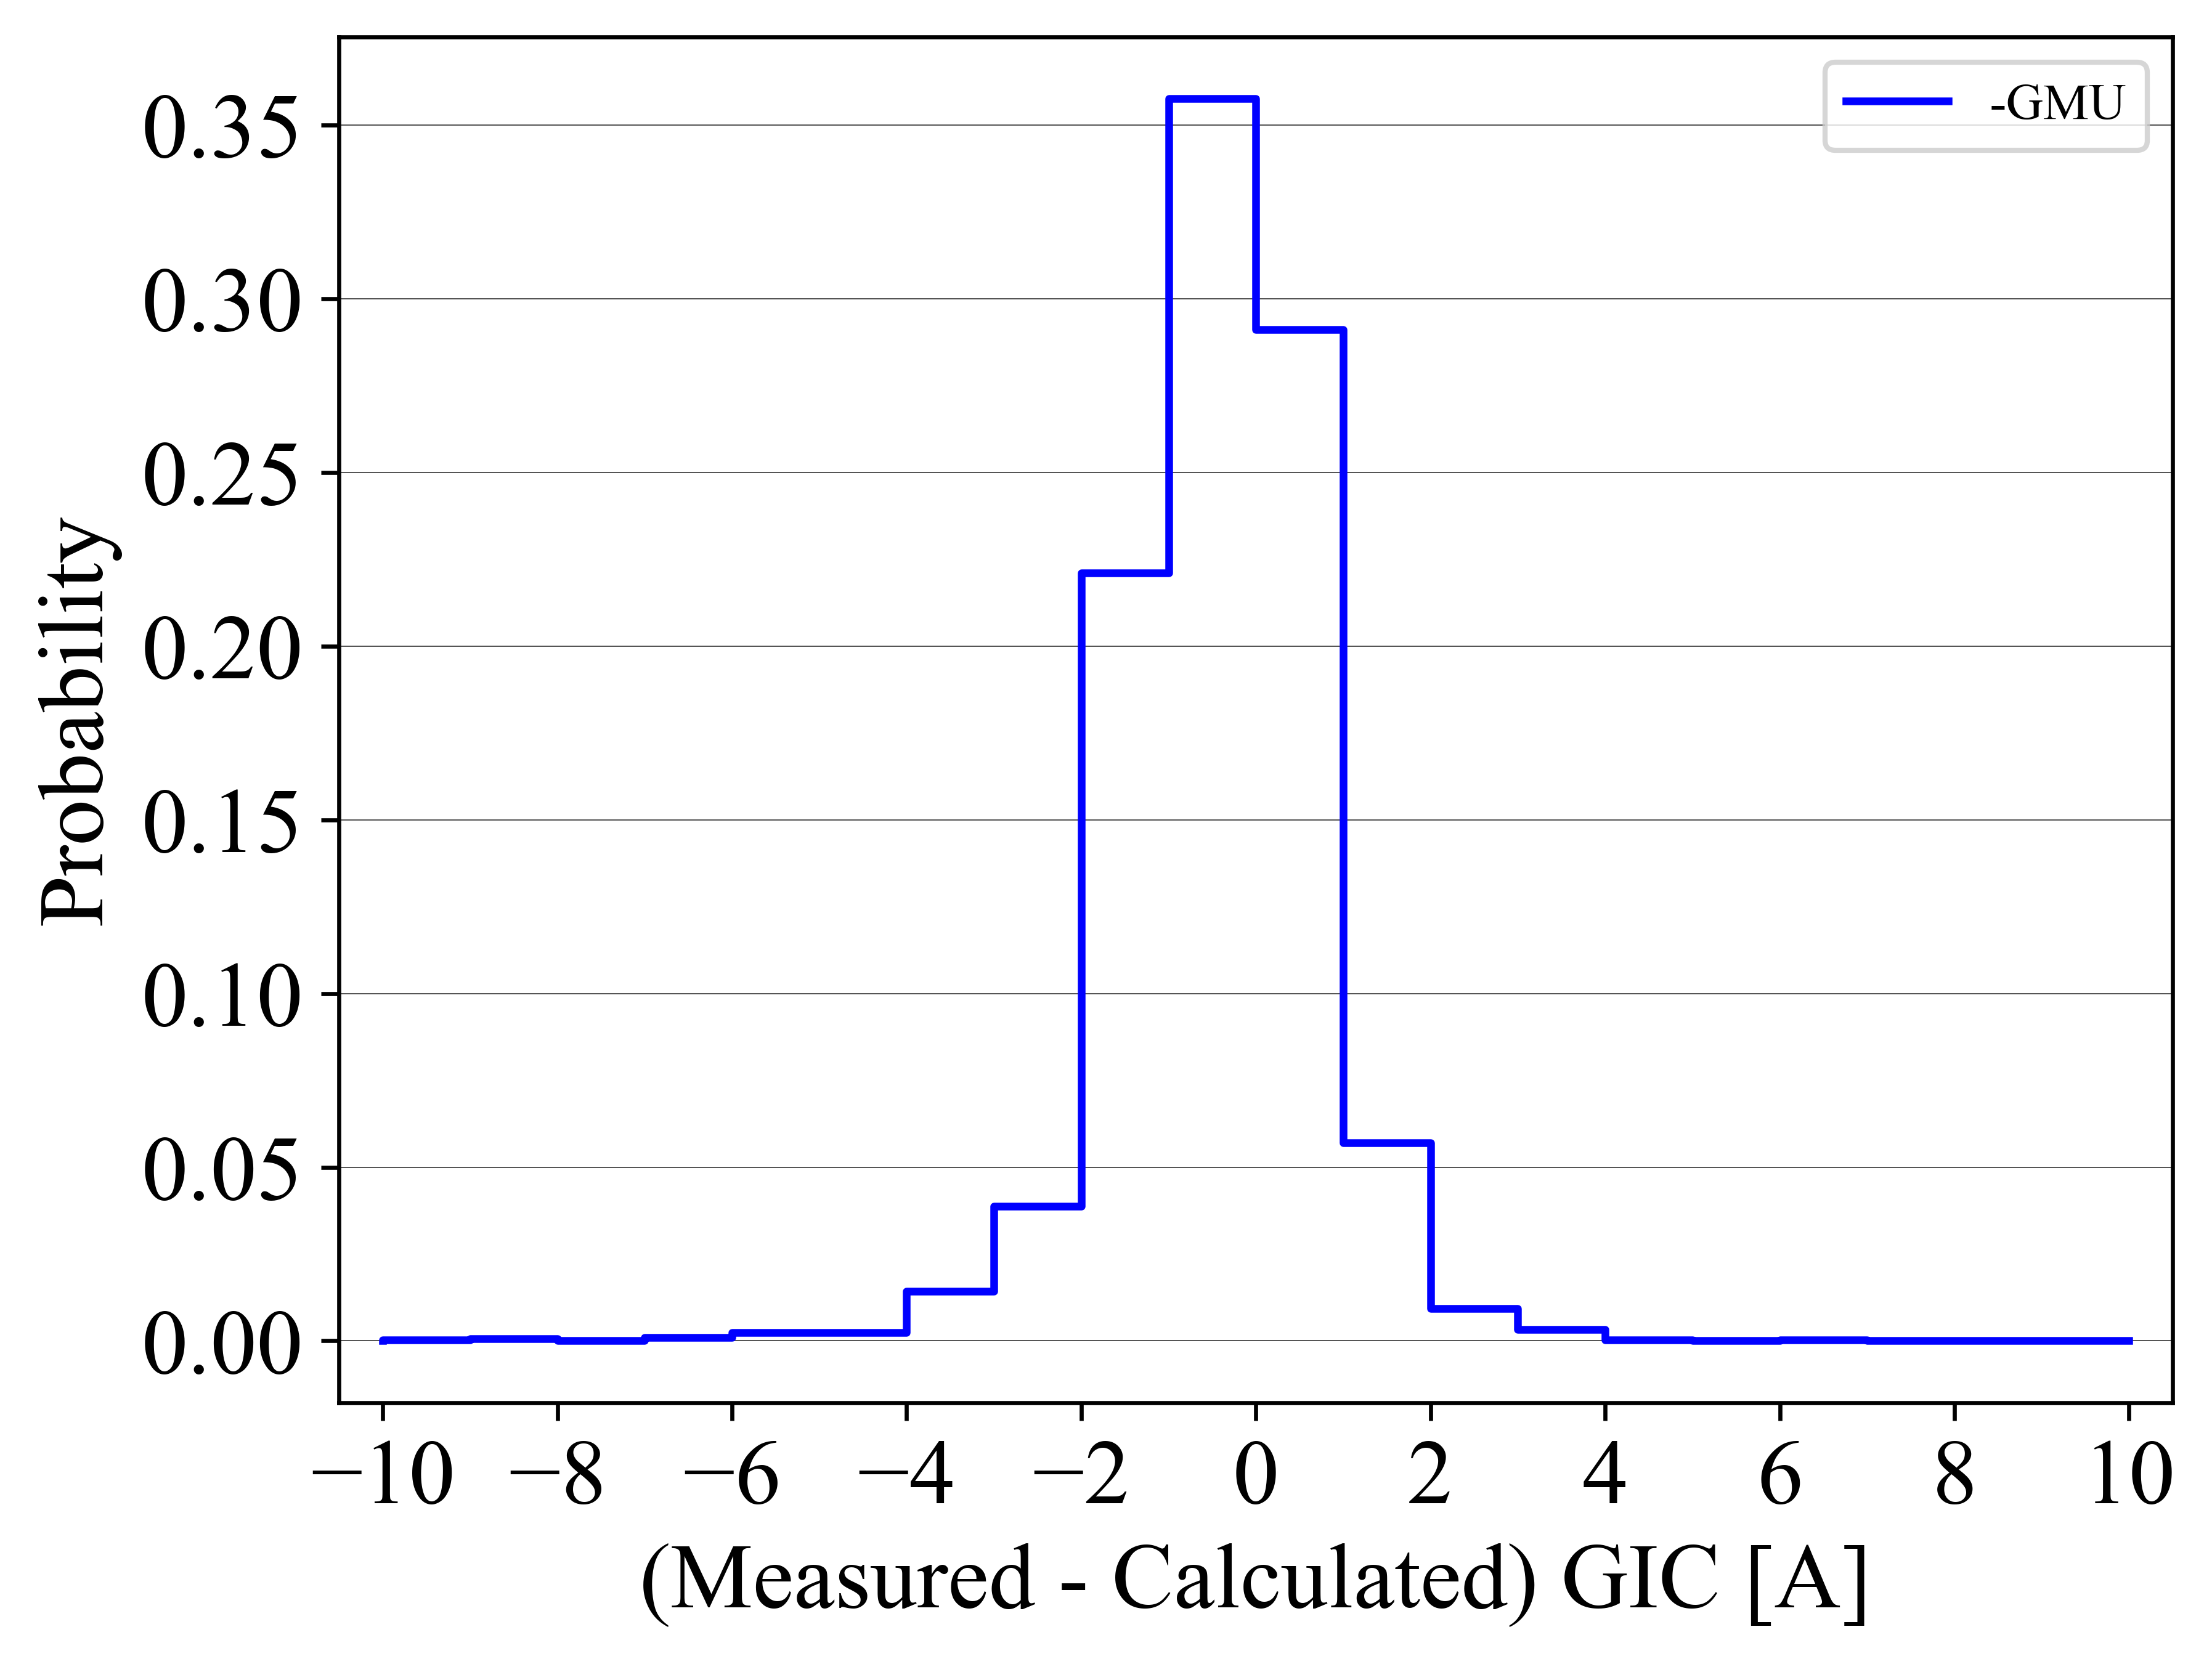 -GMU
0.35
0.30
0.25
0.20
0.15
0.10
0.05
0.00
Probability
−10 −8 −6 −4 −2 0 2 4 6 8 10
(Measured - Calculated) GIC [A]